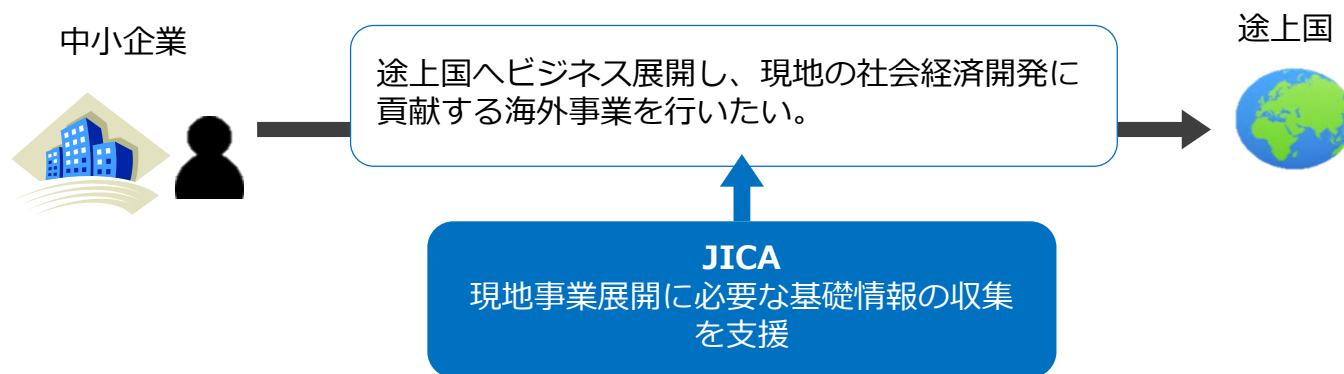 中小企業
途上国
途上国へビジネス展開し、現地の社会経済開発に
貢献する海外事業を行いたい。
JICA
現地事業展開に必要な基礎情報の収集
を支援